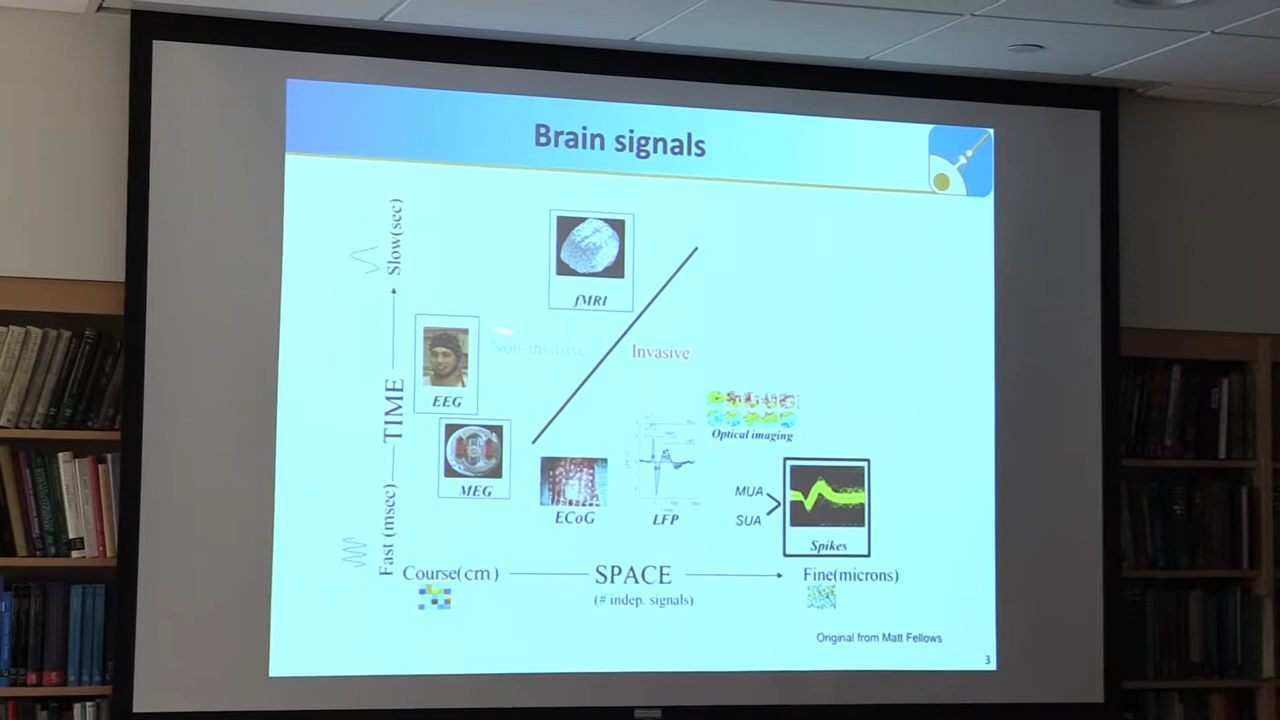 Brain signals
Slow(sec)
TIME
Fast (msec)
fMRI
Non-invasive
Invasive
EEG
MEG
ECoG
LFP
Optical imaging
MUA
SUA
Spikes
Course(cm)
SPACE
Fine(microns)
(# indep. signals)
Original from Matt Fellows
3